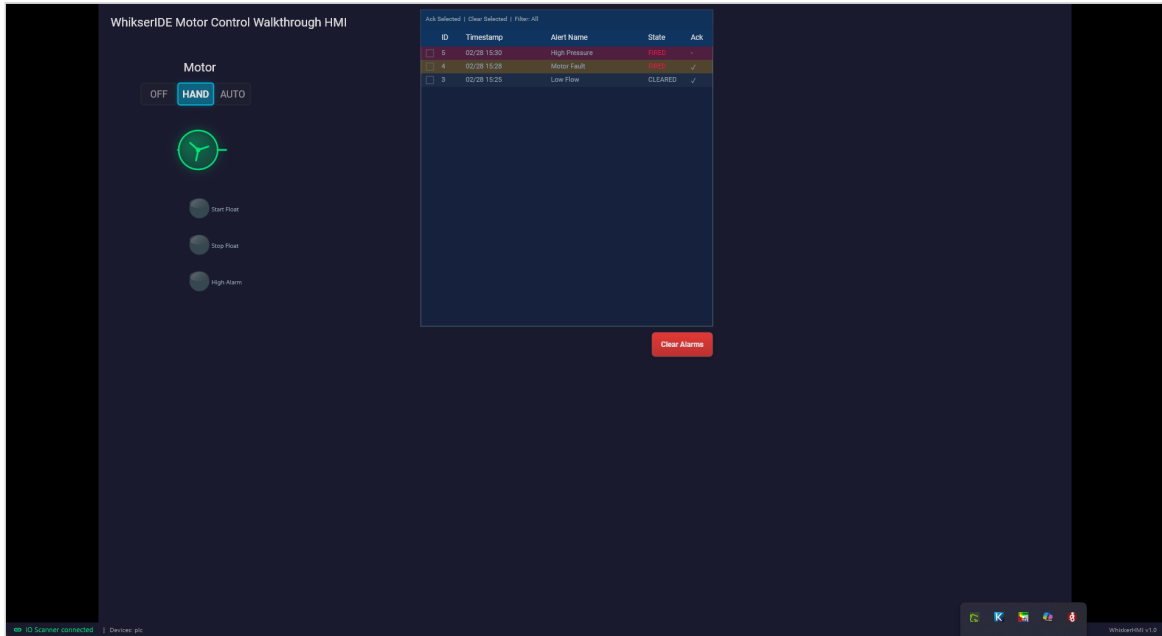 WhikserIDE Motor Control Walkthrough HMI
Motor
OFF HAND AUTO
Start Float
Stop Float
High Alarm
Ack Selected | Clear Selected | Filter: All
ID Timestamp Alert Name State Ack
5 02/28 15:30 High Pressure FIRED -
4 02/28 15:28 Motor Fault FIRED ✓
3 02/28 15:25 Low Flow CLEARED ✓
Clear Alarms
IO Scanner connected | Devices: plc
WhiskerHMI v1.0